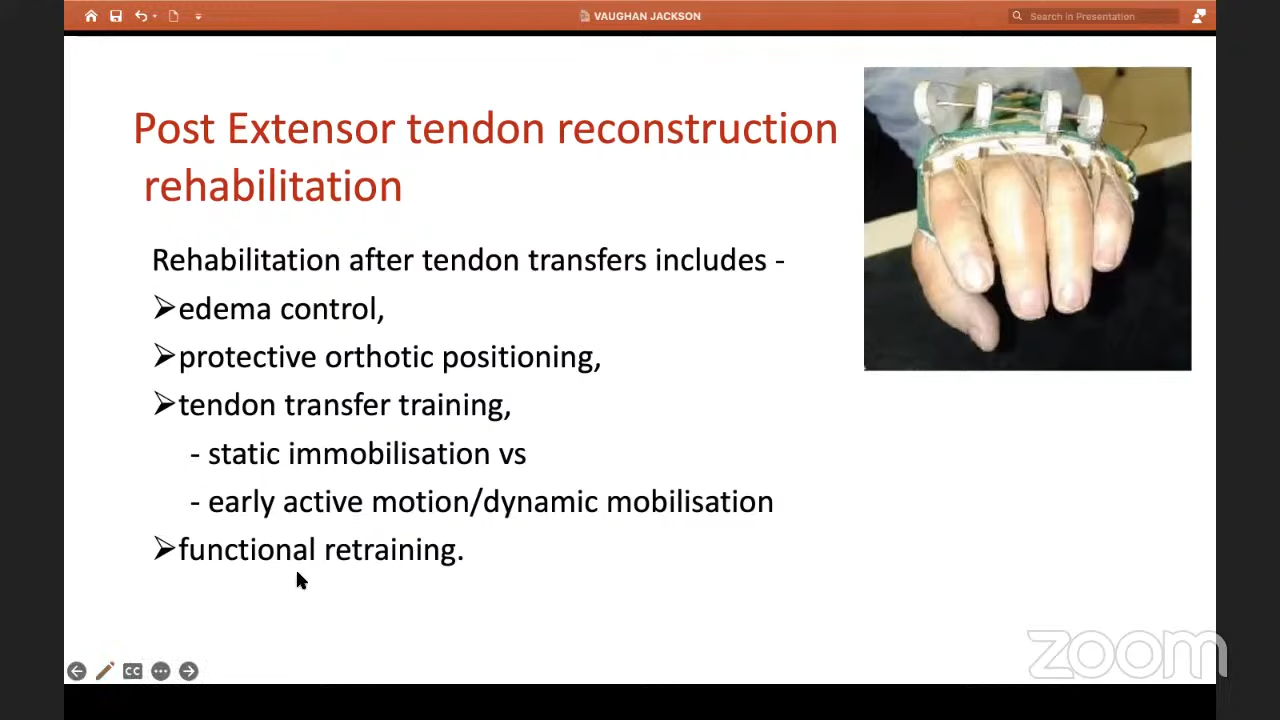 VAUGHAN JACKSON
Search in Presentation
Post Extensor tendon reconstruction
rehabilitation
Rehabilitation after tendon transfers includes -
➢edema control,
➢protective orthotic positioning,
➢tendon transfer training,
- static immobilisation vs
- early active motion/dynamic mobilisation
➢functional retraining.
CC
zoom